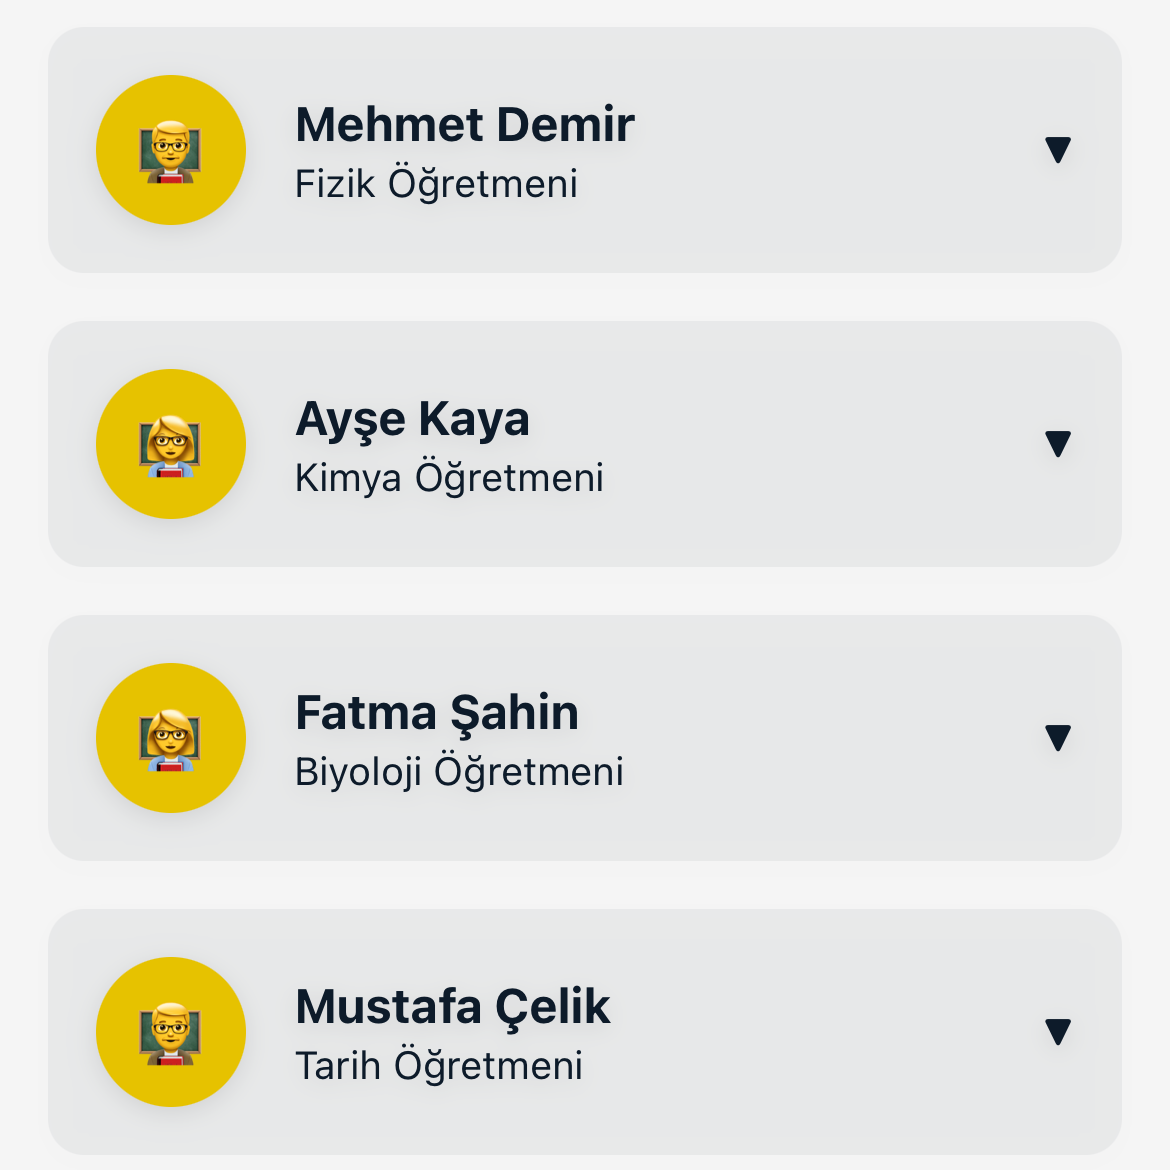 Mehmet Demir
Fizik Öğretmeni
Ayşe Kaya
Kimya Öğretmeni
Fatma Şahin
Biyoloji Öğretmeni
Mustafa Çelik
Tarih Öğretmeni